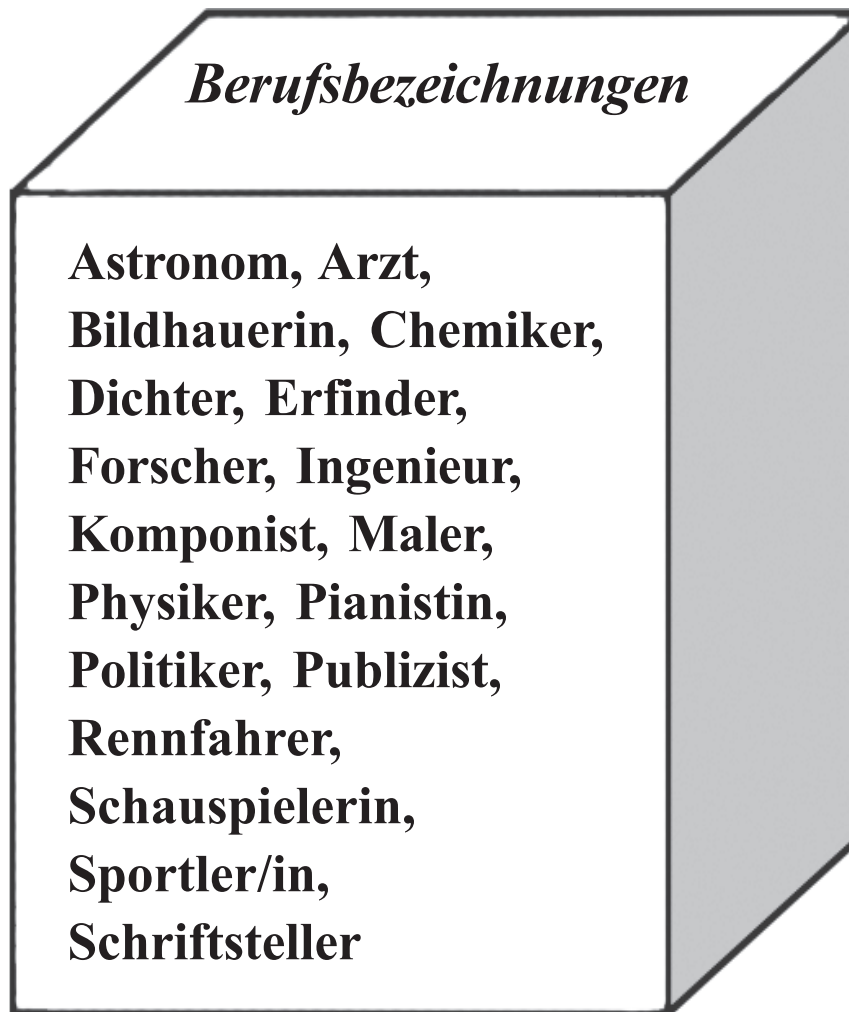 Berufsbezeichnungen
Astronom, Arzt,
Bildhauerin, Chemiker,
Dichter, Erfinder,
Forscher, Ingenieur,
Komponist, Maler,
Physiker, Pianistin,
Politiker, Publizist,
Rennfahrer,
Schauspielerin,
Sportler/in,
Schriftsteller